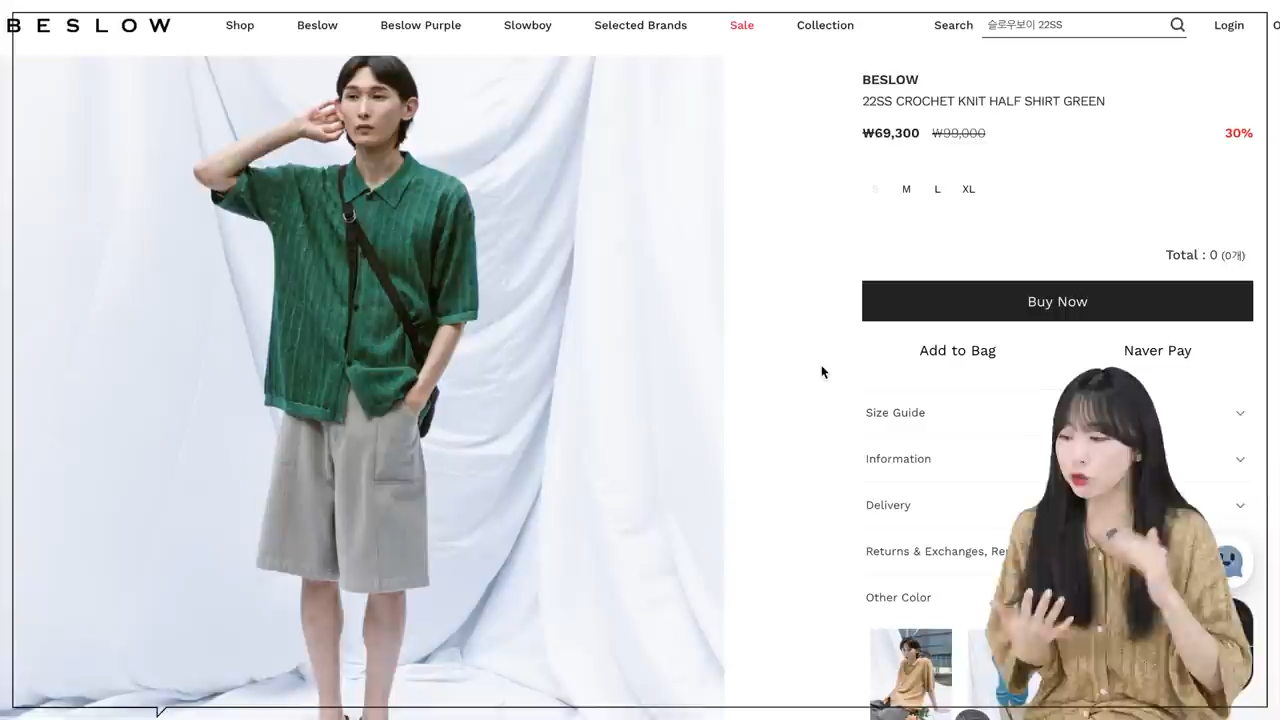 BESLOW
Shop
Beslow
Beslow Purple
Slowboy
Selected Brands
Sale
Collection
Search
슬로우보이 22SS
Login
BESLOW
22SS CROCHET KNIT HALF SHIRT GREEN
₩69,300 ₩99,000 30%
S M L XL
Total : 0 (0개)
Buy Now
Add to Bag
Naver Pay
Size Guide
Information
Delivery
Returns & Exchanges,
Other Color